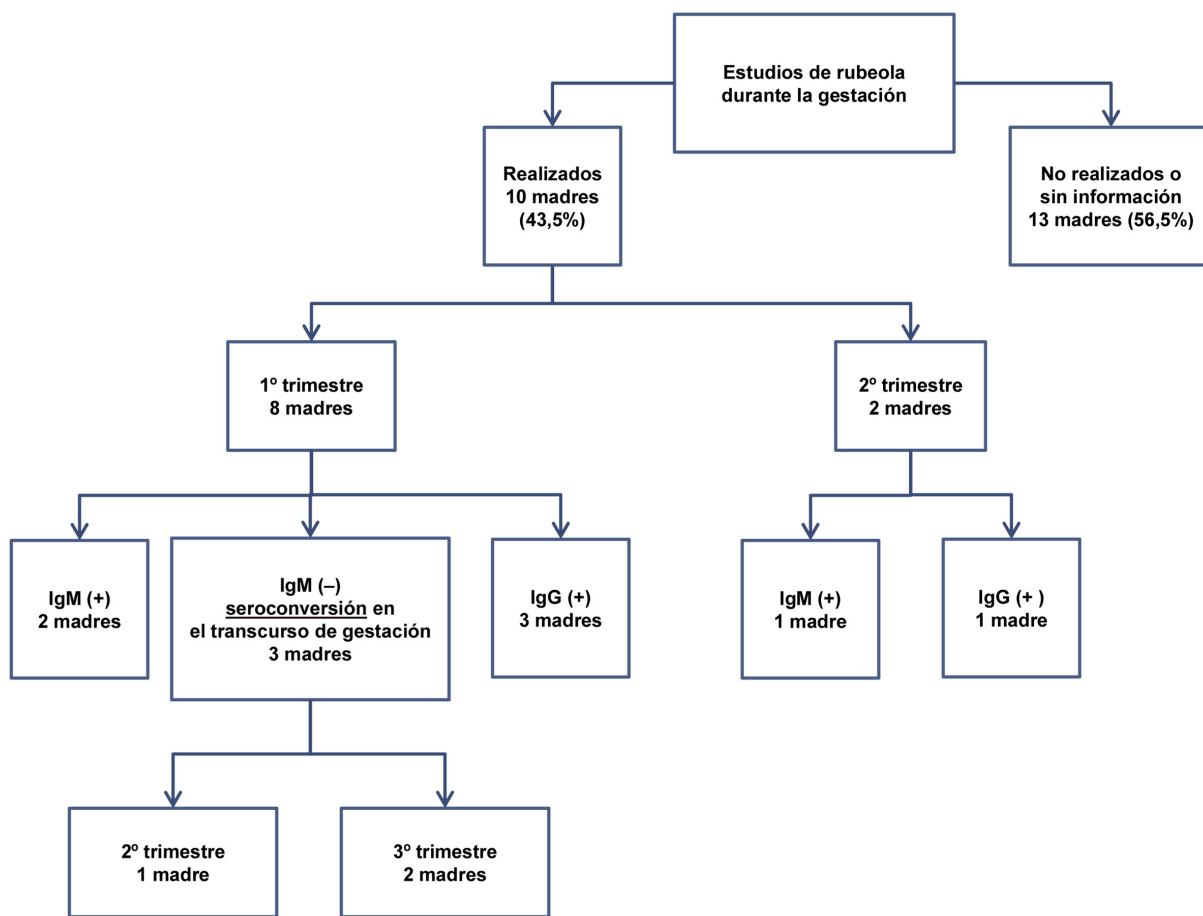 Estudios de rubeola
durante la gestación
Realizados
10 madres
(43,5%)
No realizados o
sin información
13 madres (56,5%)
1º trimestre
8 madres
2º trimestre
2 madres
IgM (+)
2 madres
IgM (–)
seroconversión en
el transcurso de gestación
3 madres
IgG (+)
3 madres
IgM (+)
1 madre
IgG (+ )
1 madre
2º trimestre
1 madre
3º trimestre
2 madres